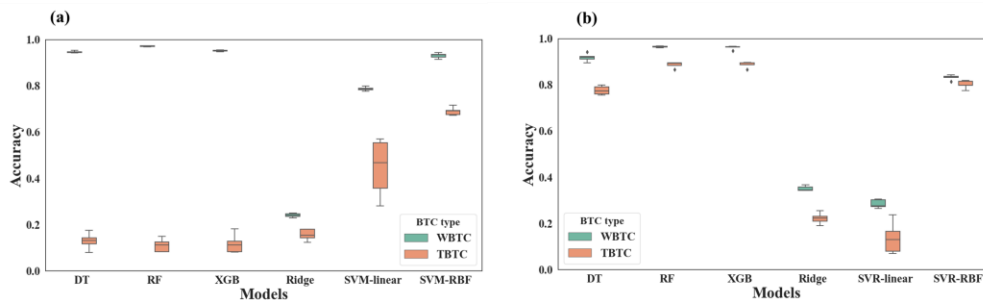 (a)
1.0
0.8
0.6
0.4
0.2
0.0
Accuracy
BTC type
WBTC
TBTC
DT RF XGB Ridge SVM-linear SVM-RBF
Models
(b)
1.0
0.8
0.6
0.4
0.2
0.0
Accuracy
BTC type
WBTC
TBTC
DT RF XGB Ridge SVR-linear SVR-RBF
Models